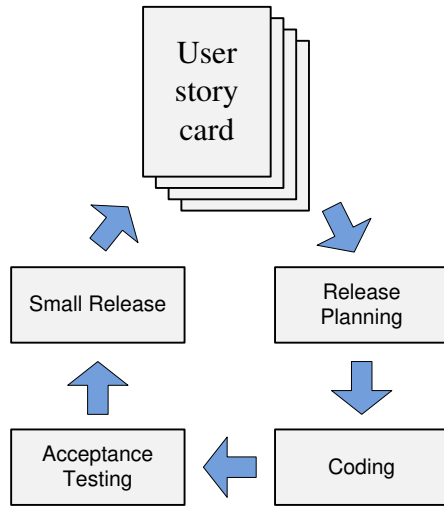 User
story
card
Small Release
Release
Planning
Acceptance
Testing
Coding